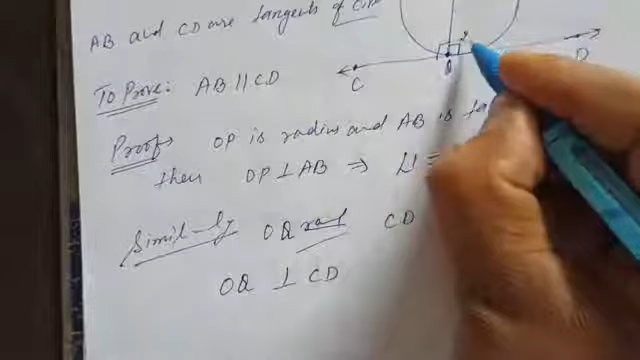 AB and CD are tangents of
To Prove: AB || CD
C D
Proof OP is radius and AB is
then OP ⊥ AB ⇒ ∠1 =
Similarly OQ rad CD
OQ ⊥ CD